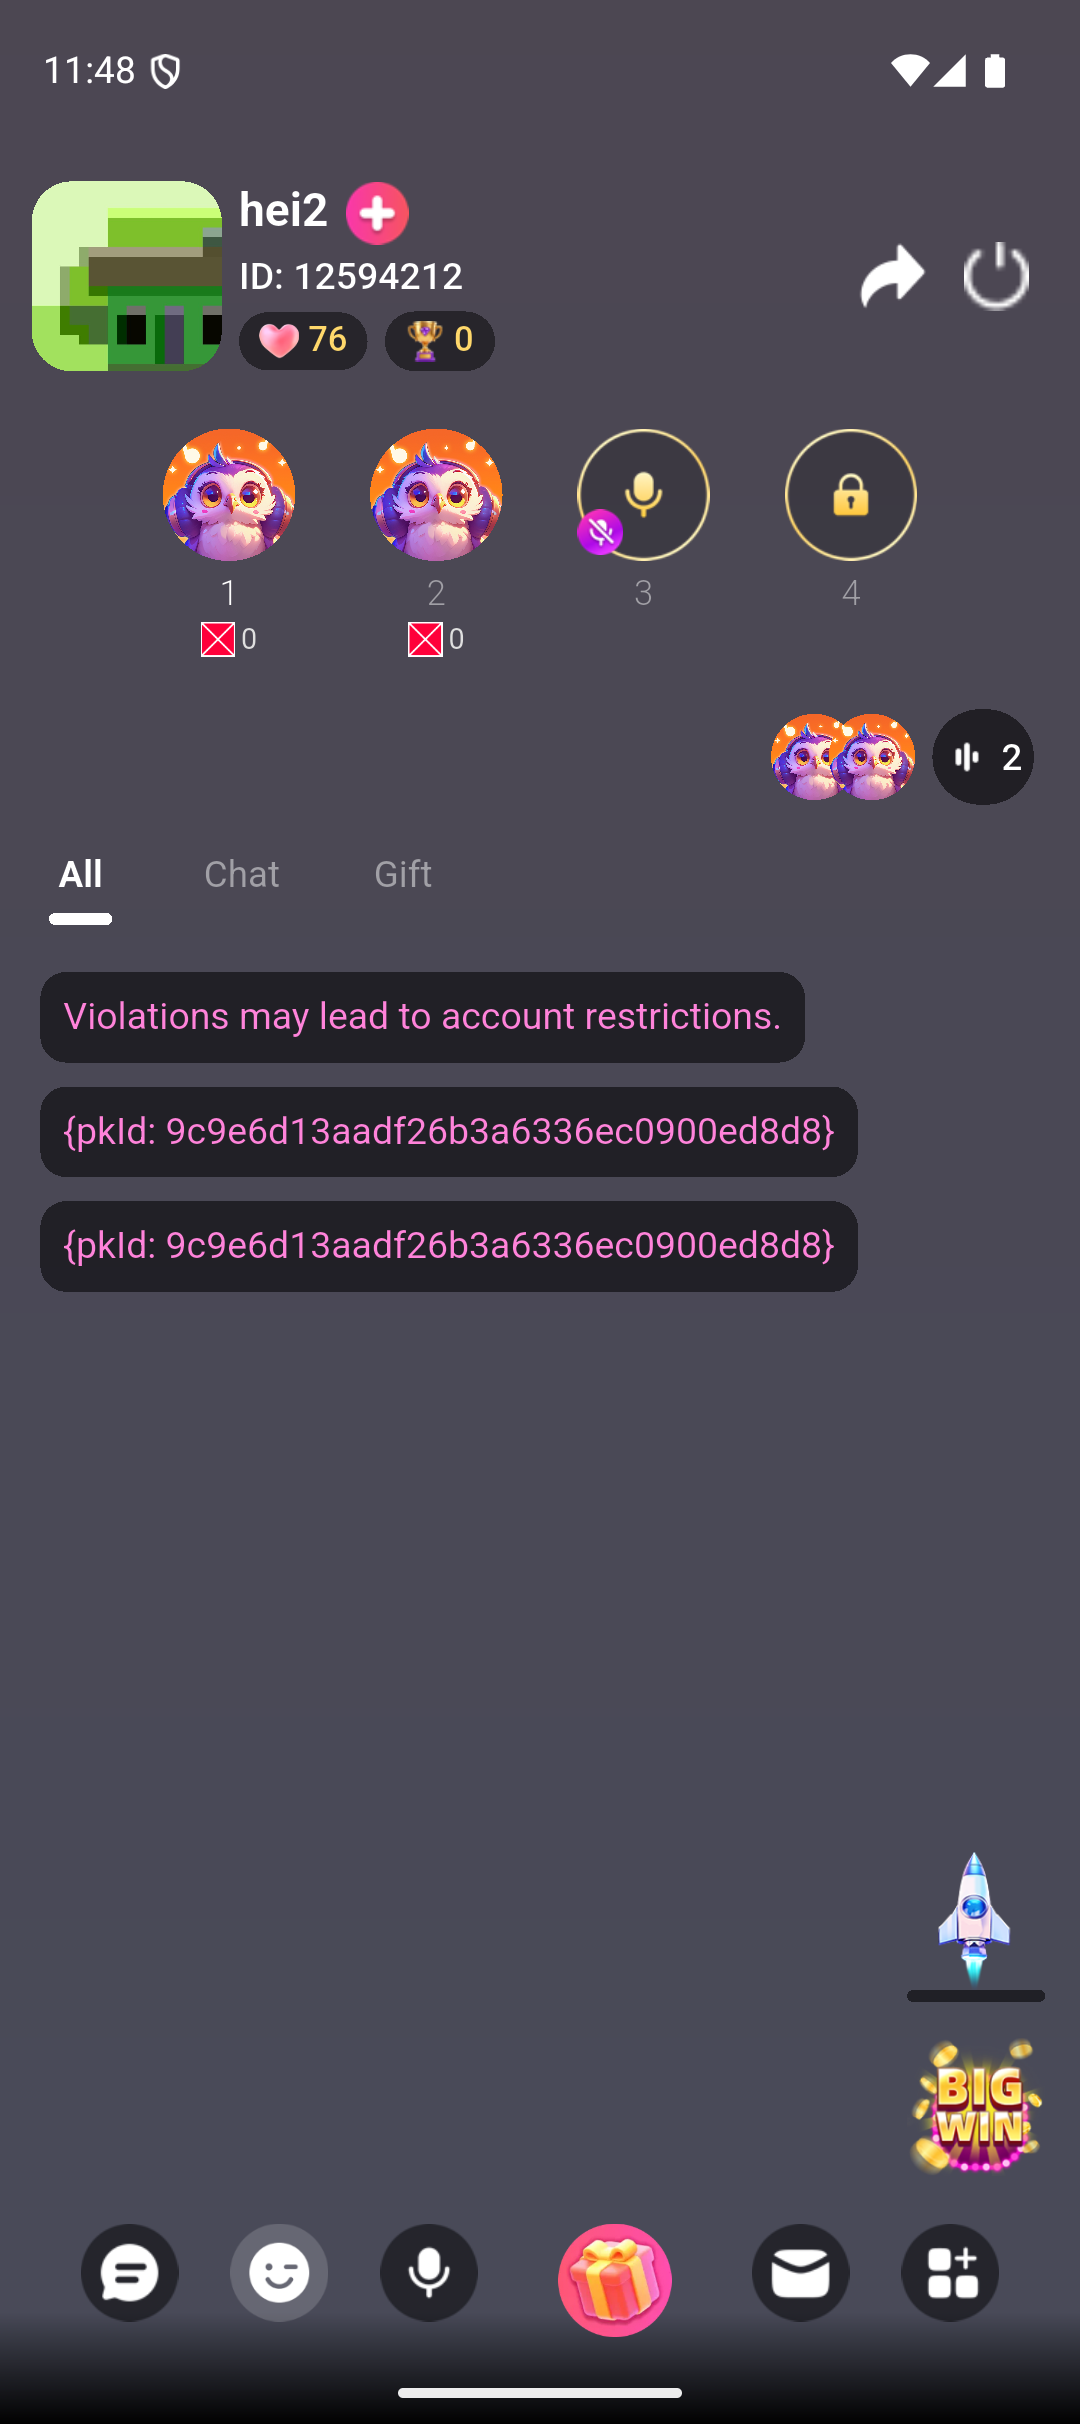 11:48
hei2
ID: 12594212
76
0
1
2
3
4
0
0
2
All
Chat
Gift
Violations may lead to account restrictions.
{pkId: 9c9e6d13aadf26b3a6336ec0900ed8d8}
{pkId: 9c9e6d13aadf26b3a6336ec0900ed8d8}
BIG
WIN